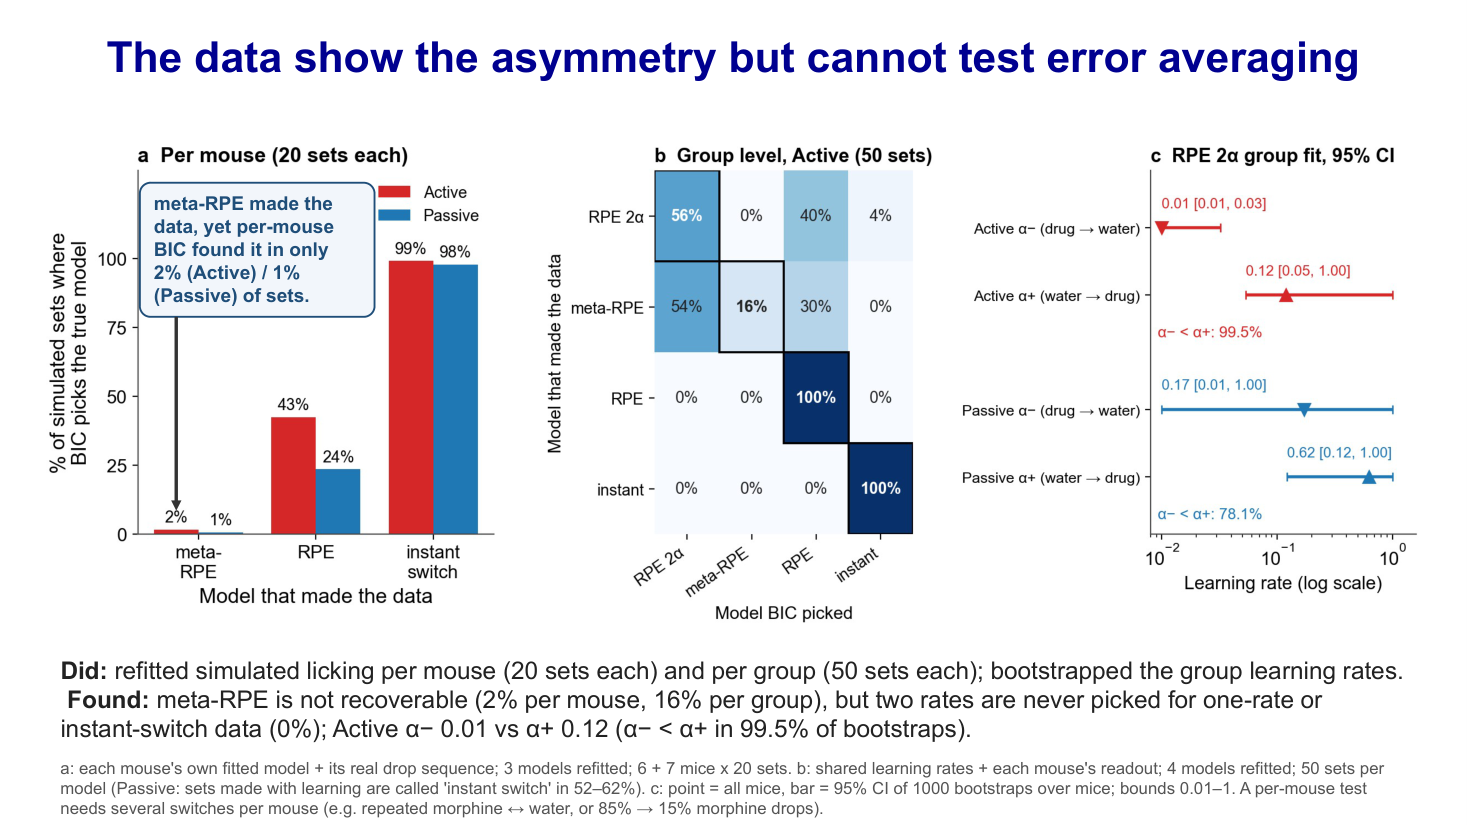 The data show the asymmetry but cannot test error averaging
a Per mouse (20 sets each)
meta-RPE made the
data, yet per-mouse
BIC found it in only
2% (Active) / 1%
(Passive) of sets.
Active
Passive
% of simulated sets where
BIC picks the true model
100
75
50
25
0
2%
1%
43%
24%
99%
98%
meta-
RPE
RPE
instant
switch
Model that made the data
b Group level, Active (50 sets)
Model that made the data
RPE 2α
56%
0%
40%
4%
meta-RPE
54%
16%
30%
0%
RPE
0%
0%
100%
0%
instant
0%
0%
0%
100%
RPE 2α
meta-RPE
RPE
instant
Model BIC picked
c RPE 2α group fit, 95% CI
0.01 [0.01, 0.03]
Active α− (drug → water)
0.12 [0.05, 1.00]
Active α+ (water → drug)
α− < α+: 99.5%
0.17 [0.01, 1.00]
Passive α− (drug → water)
0.62 [0.12, 1.00]
Passive α+ (water → drug)
α− < α+: 78.1%
10⁻²
10⁻¹
10⁰
Learning rate (log scale)
Did: refitted simulated licking per mouse (20 sets each) and per group (50 sets each); bootstrapped the group learning rates.
Found: meta-RPE is not recoverable (2% per mouse, 16% per group), but two rates are never picked for one-rate or
instant-switch data (0%); Active α− 0.01 vs α+ 0.12 (α− < α+ in 99.5% of bootstraps).
a: each mouse's own fitted model + its real drop sequence; 3 models refitted; 6 + 7 mice x 20 sets. b: shared learning rates + each mouse's readout; 4 models refitted; 50 sets per
model (Passive: sets made with learning are called 'instant switch' in 52–62%). c: point = all mice, bar = 95% CI of 1000 bootstraps over mice; bounds 0.01–1. A per-mouse test
needs several switches per mouse (e.g. repeated morphine ↔ water, or 85% → 15% morphine drops).